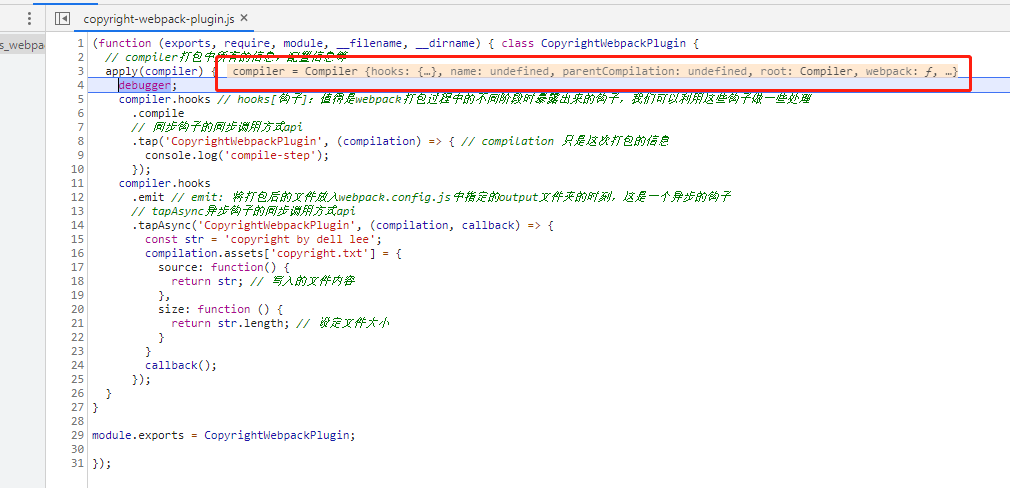 copyright-webpack-plugin.js ×
s_webpa
1 (function (exports, require, module, __filename, __dirname) { class CopyrightWebpackPlugin {
2 // compiler打包中所有的信息，配置信息等
3 apply(compiler) { compiler = Compiler {hooks: {…}, name: undefined, parentCompilation: undefined, root: Compiler, webpack: ƒ, …}
4 debugger;
5 compiler.hooks // hooks[钩子]：值得是webpack打包过程中的不同阶段时暴露出来的钩子，我们可以利用这些钩子做一些处理
6 .compile
7 // 同步钩子的同步调用方式api
8 .tap('CopyrightWebpackPlugin', (compilation) => { // compilation 只是这次打包的信息
9 console.log('compile-step');
10 });
11 compiler.hooks
12 .emit // emit: 将打包后的文件放入webpack.config.js中指定的output文件夹的时刻，这是一个异步的钩子
13 // tapAsync异步钩子的同步调用方式api
14 .tapAsync('CopyrightWebpackPlugin', (compilation, callback) => {
15 const str = 'copyright by dell lee';
16 compilation.assets['copyright.txt'] = {
17 source: function() {
18 return str; // 写入的文件内容
19 },
20 size: function () {
21 return str.length; // 设定文件大小
22 }
23 }
24 callback();
25 });
26 }
27 }
28
29 module.exports = CopyrightWebpackPlugin;
30
31 });